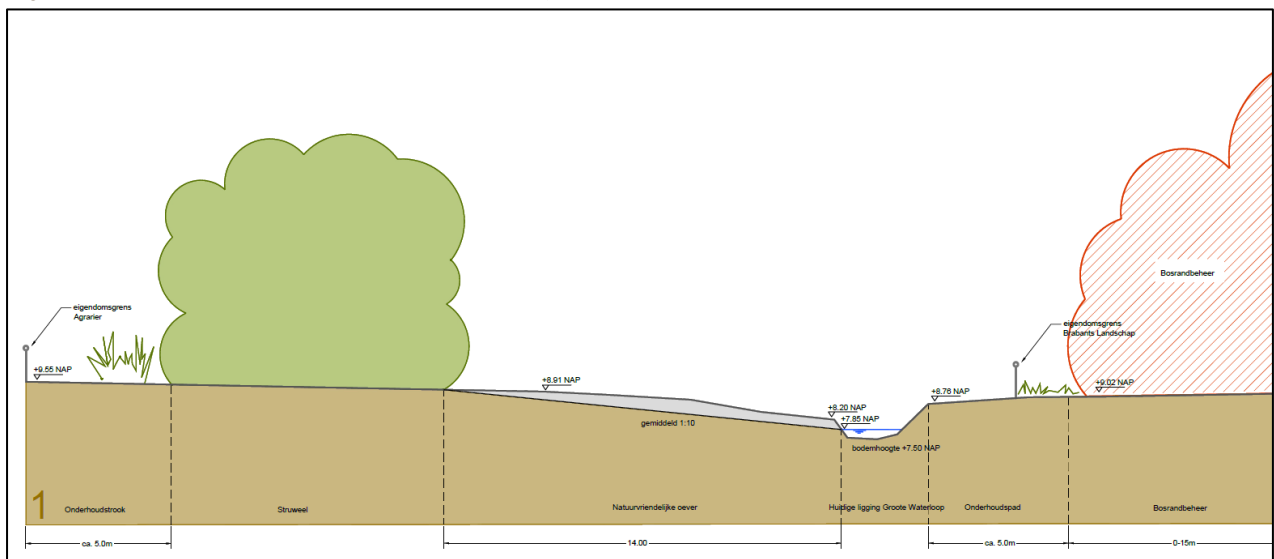 Bosrandbeheer
eigendomsgrens
Agrarier
eigendomsgrens
Brabants Landschap
+9.55 NAP
+8.91 NAP
+9.02 NAP
+8.76 NAP
+8.20 NAP
+7.85 NAP
gemiddeld 1:10
bodemhoogte +7.50 NAP
1
Onderhoudstrook
Struweel
Natuurvriendelijke oever
Huidige ligging Groote Waterloop
Onderhoudspad
Bosrandbeheer
ca. 5.0m
14.00
ca. 5.0m
0-15m